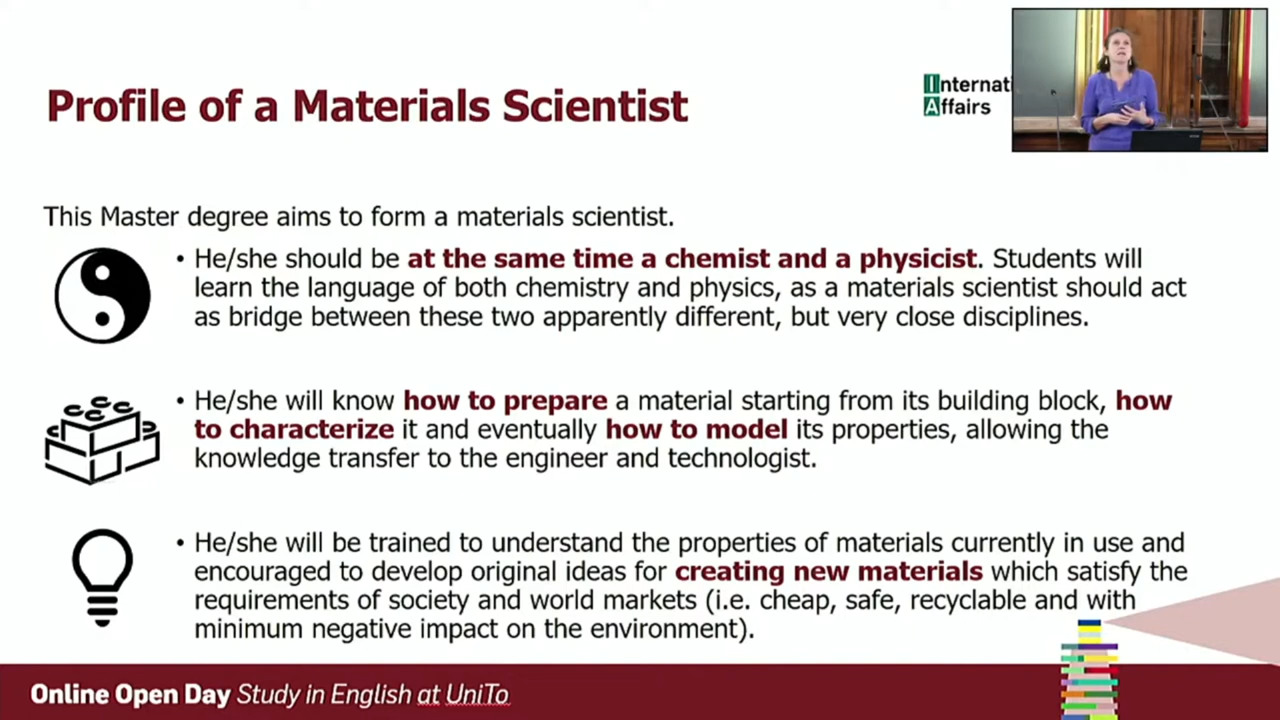 Profile of a Materials Scientist
Internati
Affairs
This Master degree aims to form a materials scientist.
• He/she should be at the same time a chemist and a physicist. Students will
learn the language of both chemistry and physics, as a materials scientist should act
as bridge between these two apparently different, but very close disciplines.
• He/she will know how to prepare a material starting from its building block, how
to characterize it and eventually how to model its properties, allowing the
knowledge transfer to the engineer and technologist.
• He/she will be trained to understand the properties of materials currently in use and
encouraged to develop original ideas for creating new materials which satisfy the
requirements of society and world markets (i.e. cheap, safe, recyclable and with
minimum negative impact on the environment).
Online Open Day Study in English at UniTo